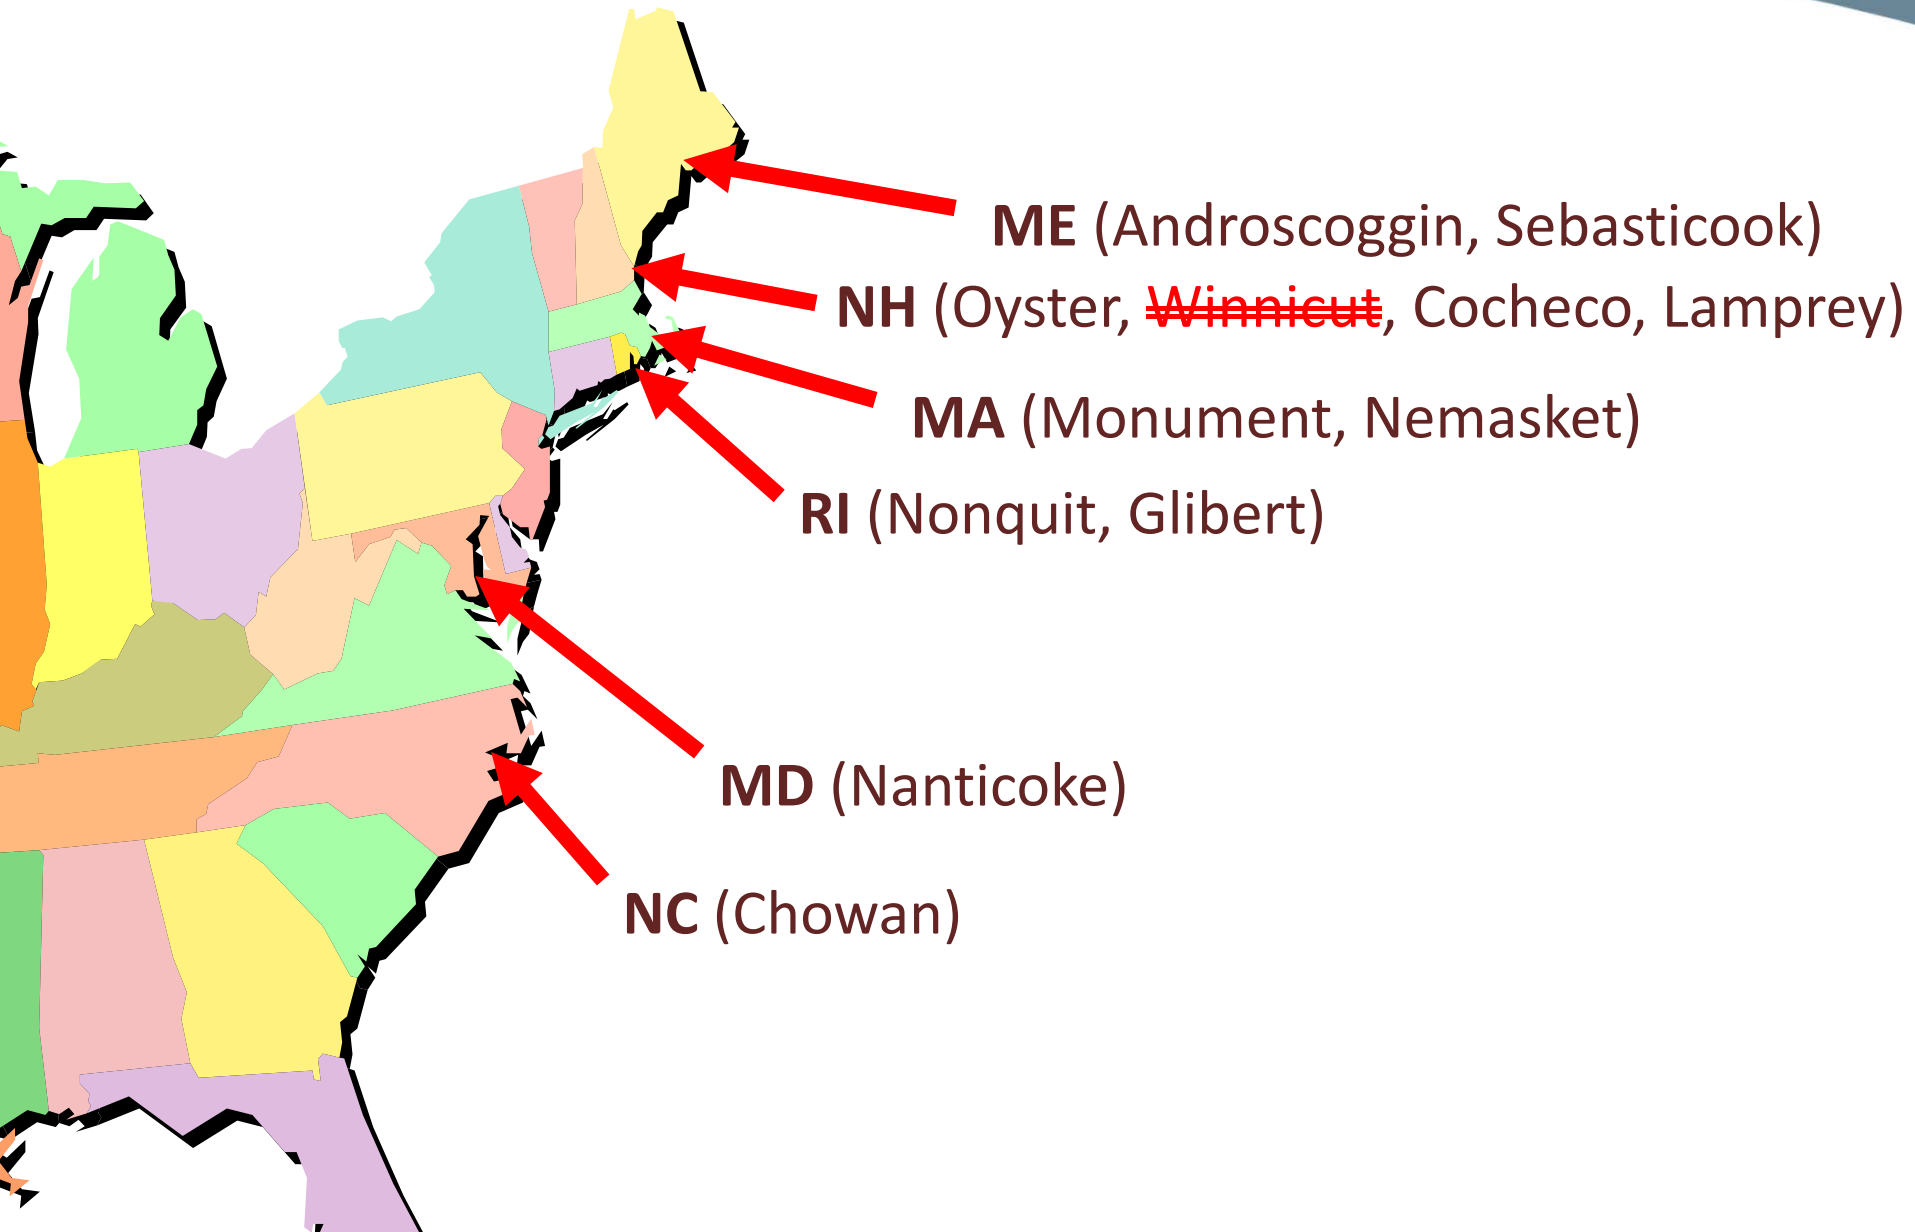 ME (Androscoggin, Sebasticook)
NH (Oyster, Winnicut, Cocheco, Lamprey)
MA (Monument, Nemasket)
RI (Nonquit, Glibert)
MD (Nanticoke)
NC (Chowan)